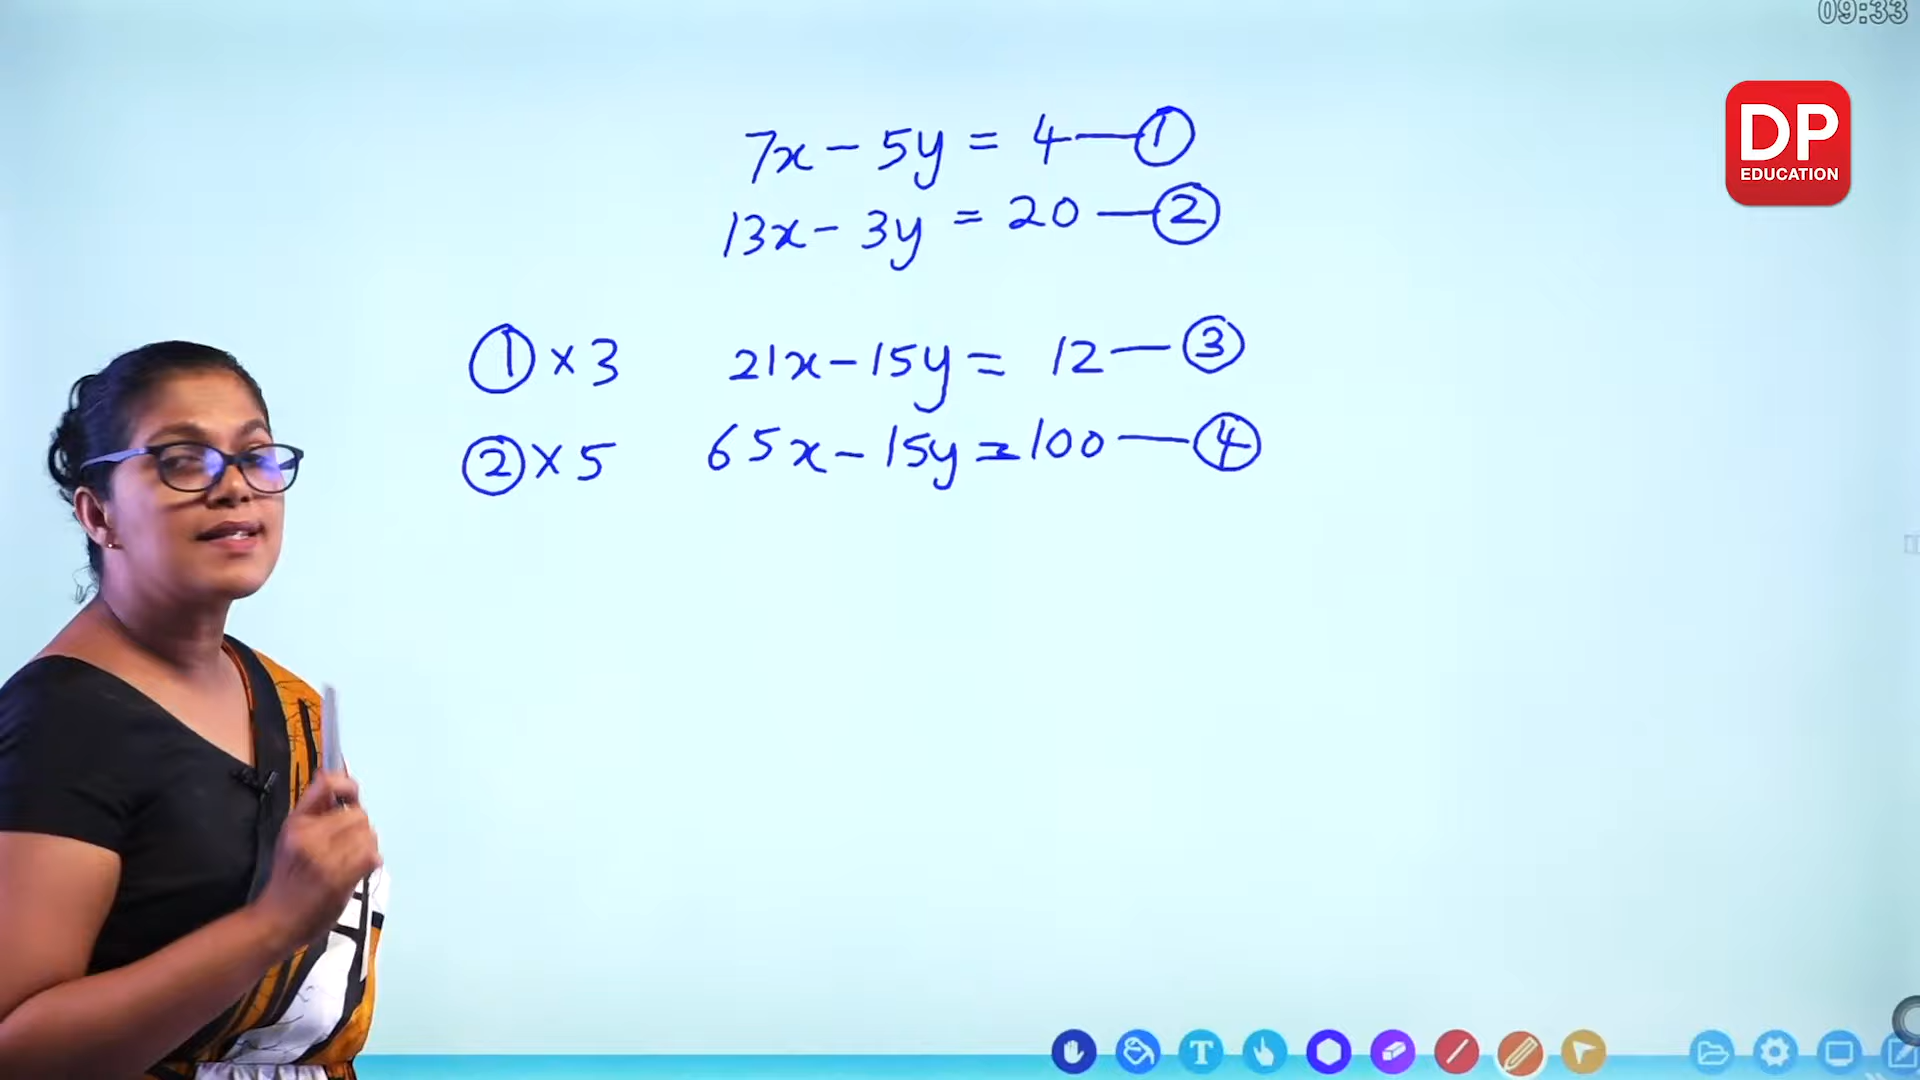 09:33
DP
EDUCATION
7x - 5y = 4 — ①
13x - 3y = 20 — ②
① × 3 21x - 15y = 12 — ③
② × 5 65x - 15y = 100 — ④
T